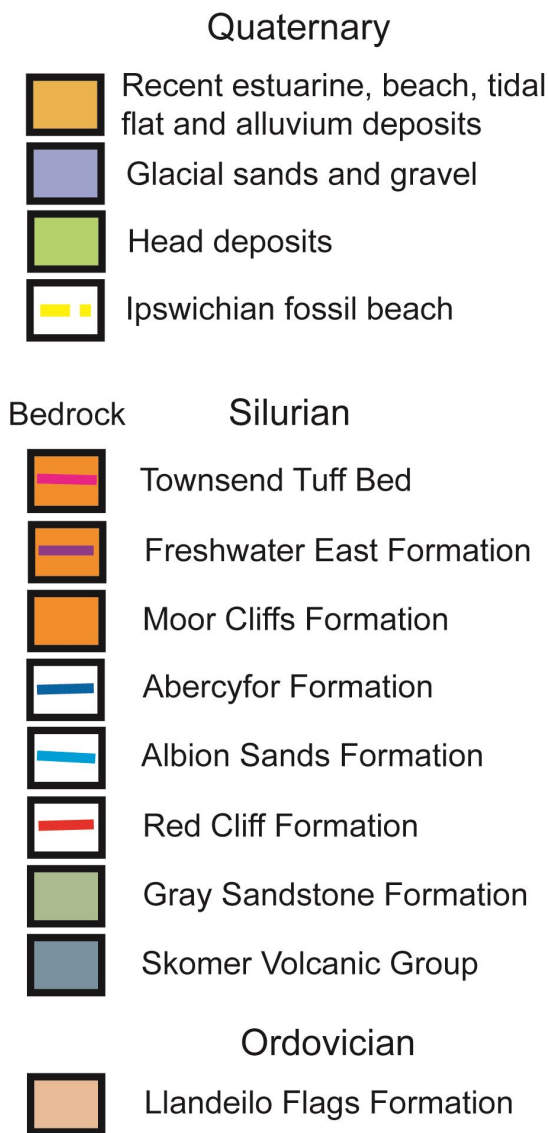 Quaternary
Recent estuarine, beach, tidal
flat and alluvium deposits
Glacial sands and gravel
Head deposits
Ipswichian fossil beach
Bedrock Silurian
Townsend Tuff Bed
Freshwater East Formation
Moor Cliffs Formation
Abercyfor Formation
Albion Sands Formation
Red Cliff Formation
Gray Sandstone Formation
Skomer Volcanic Group
Ordovician
Llandeilo Flags Formation